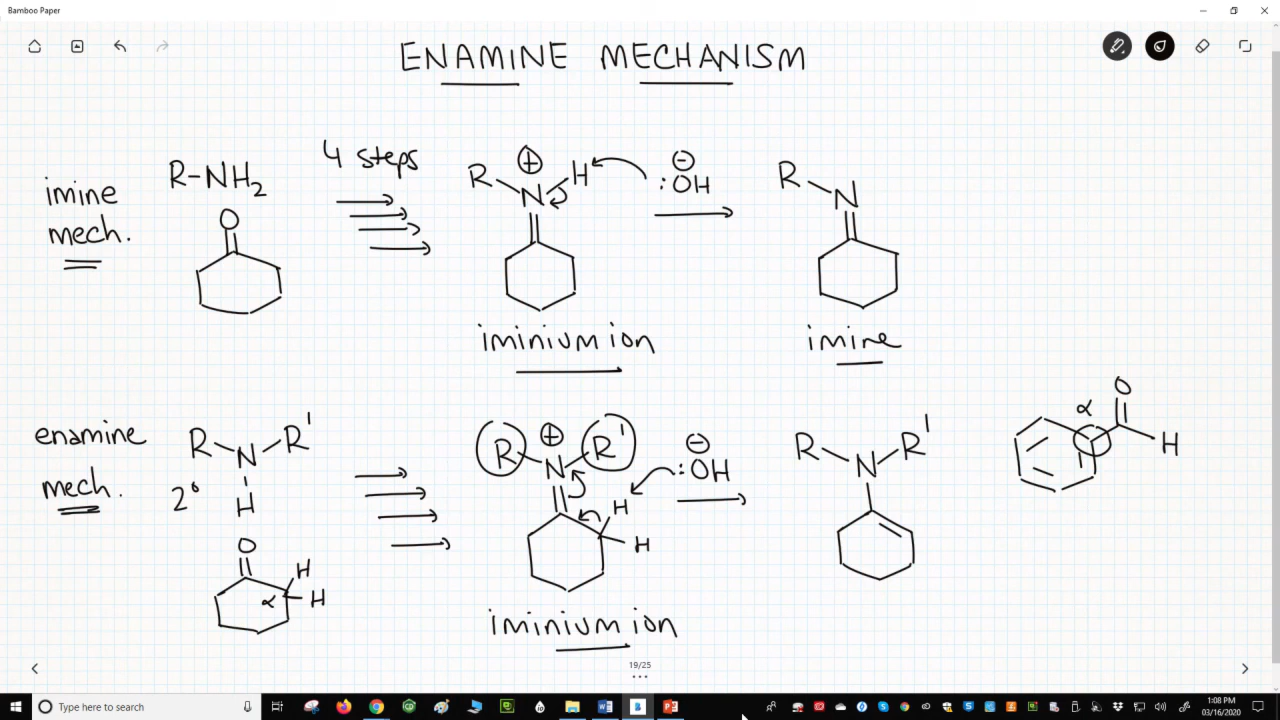 Bamboo Paper
ENAMINE MECHANISM
imine
mech.
R-NH2
O
4 steps
⊕
R N H
⊖
:OH
R N
iminium ion
imine
enamine
mech.
R N R'
2° H
O
H
α H
⊕
R N R'
⊖
:OH
H
H
iminium ion
R N R'
O
α
H
19/25
Type here to search
1:08 PM
03/16/2020